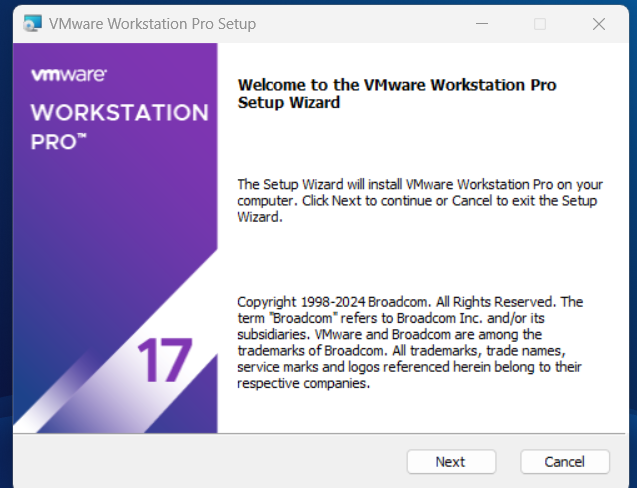 VMware Workstation Pro Setup
vmware®
WORKSTATION
PRO™
17
Welcome to the VMware Workstation Pro
Setup Wizard
The Setup Wizard will install VMware Workstation Pro on your
computer. Click Next to continue or Cancel to exit the Setup
Wizard.
Copyright 1998-2024 Broadcom. All Rights Reserved. The
term "Broadcom" refers to Broadcom Inc. and/or its
subsidiaries. VMware and Broadcom are among the
trademarks of Broadcom. All trademarks, trade names,
service marks and logos referenced herein belong to their
respective companies.
Next
Cancel